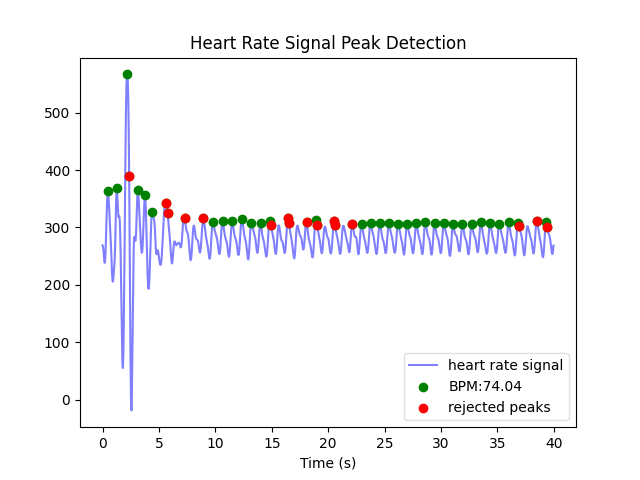 Heart Rate Signal Peak Detection
500
400
300
200
100
0
heart rate signal
BPM:74.04
rejected peaks
0 5 10 15 20 25 30 35 40
Time (s)